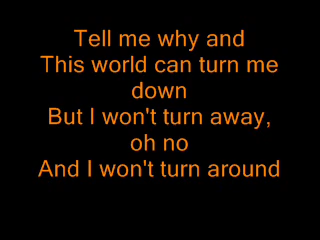 Tell me why and
This world can turn me
down
But I won't turn away,
oh no
And I won't turn around